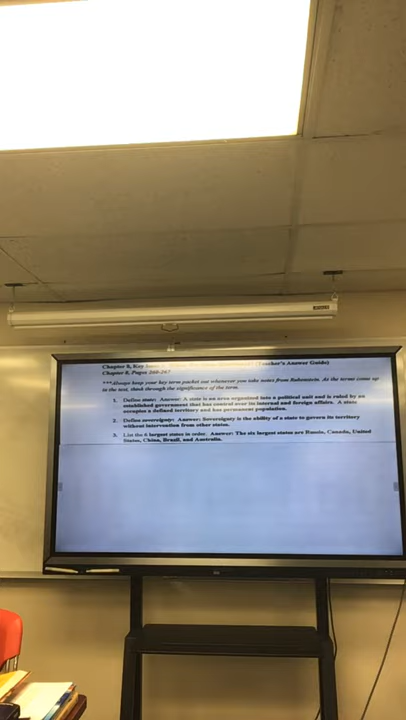 Chapter 8, Key (Teacher's Answer Guide)
Chapter 8, Pages 260-267
***Always keep your key term packet out whenever you take notes from Rubenstein. As the terms come up
in the text, think through the significance of the term.
1. Define state: Answer: A state is an area organized into a political unit and is ruled by an
established government that has control over its internal and foreign affairs. A state
occupies a defined territory and has permanent population.
2. Define sovereignty: Answer: Sovereignty is the ability of a state to govern its territory
without intervention from other states.
3. List the 6 largest states in order. Answer: The six largest states are Russia, Canada, United
States, China, Brazil, and Australia.